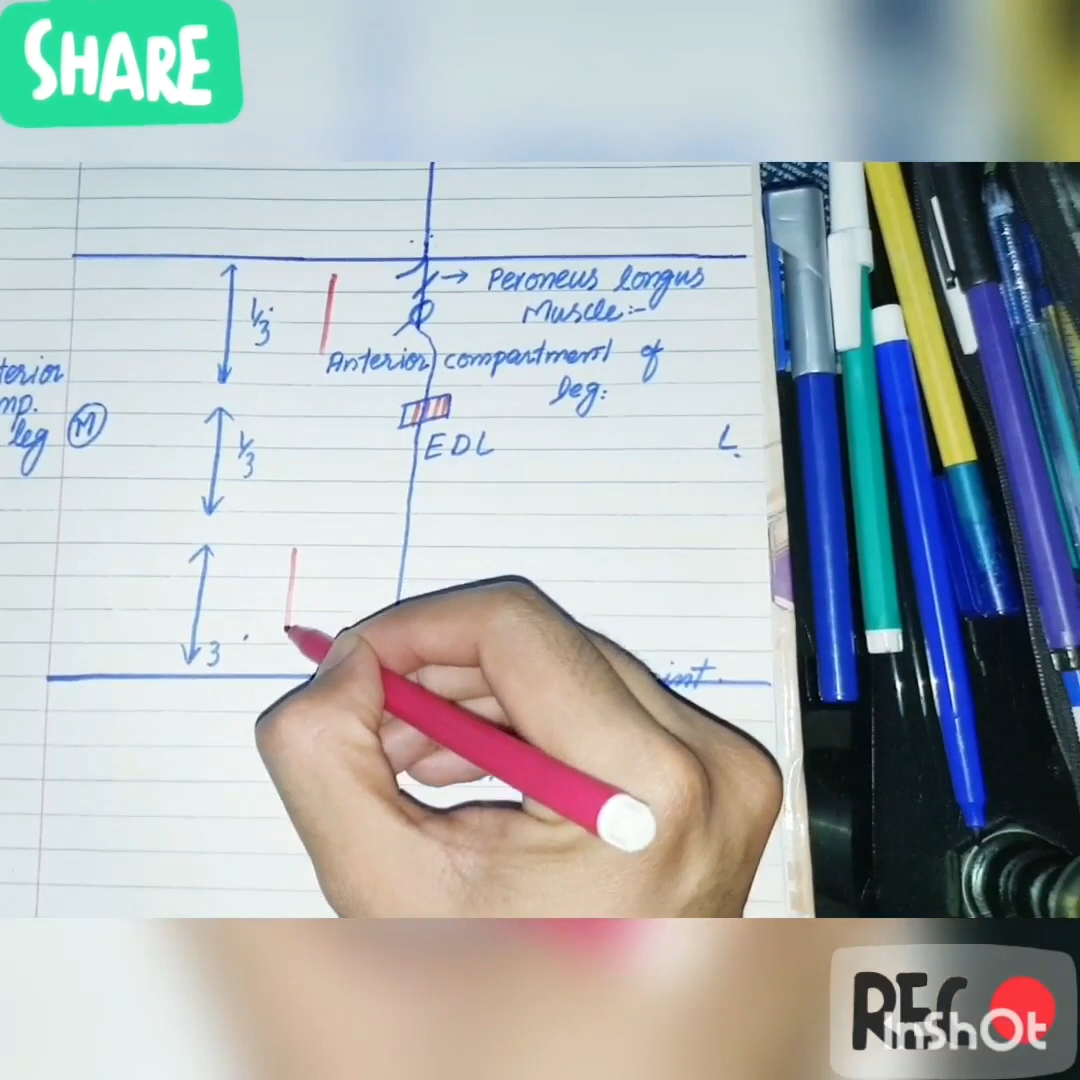 SHARE
1/3
→ Peroneus longus
Muscle:-
Anterior compartment of
leg:
terior
mp.
leg
M
1/3
EDL
L.
3
REC
InShOt